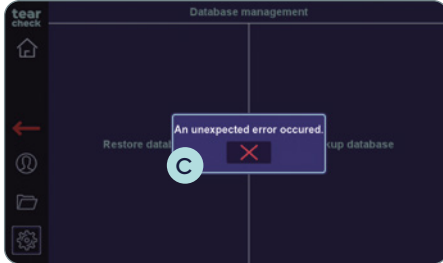 tear
check
Database management
An unexpected error occured.
Restore datab
kup database
C